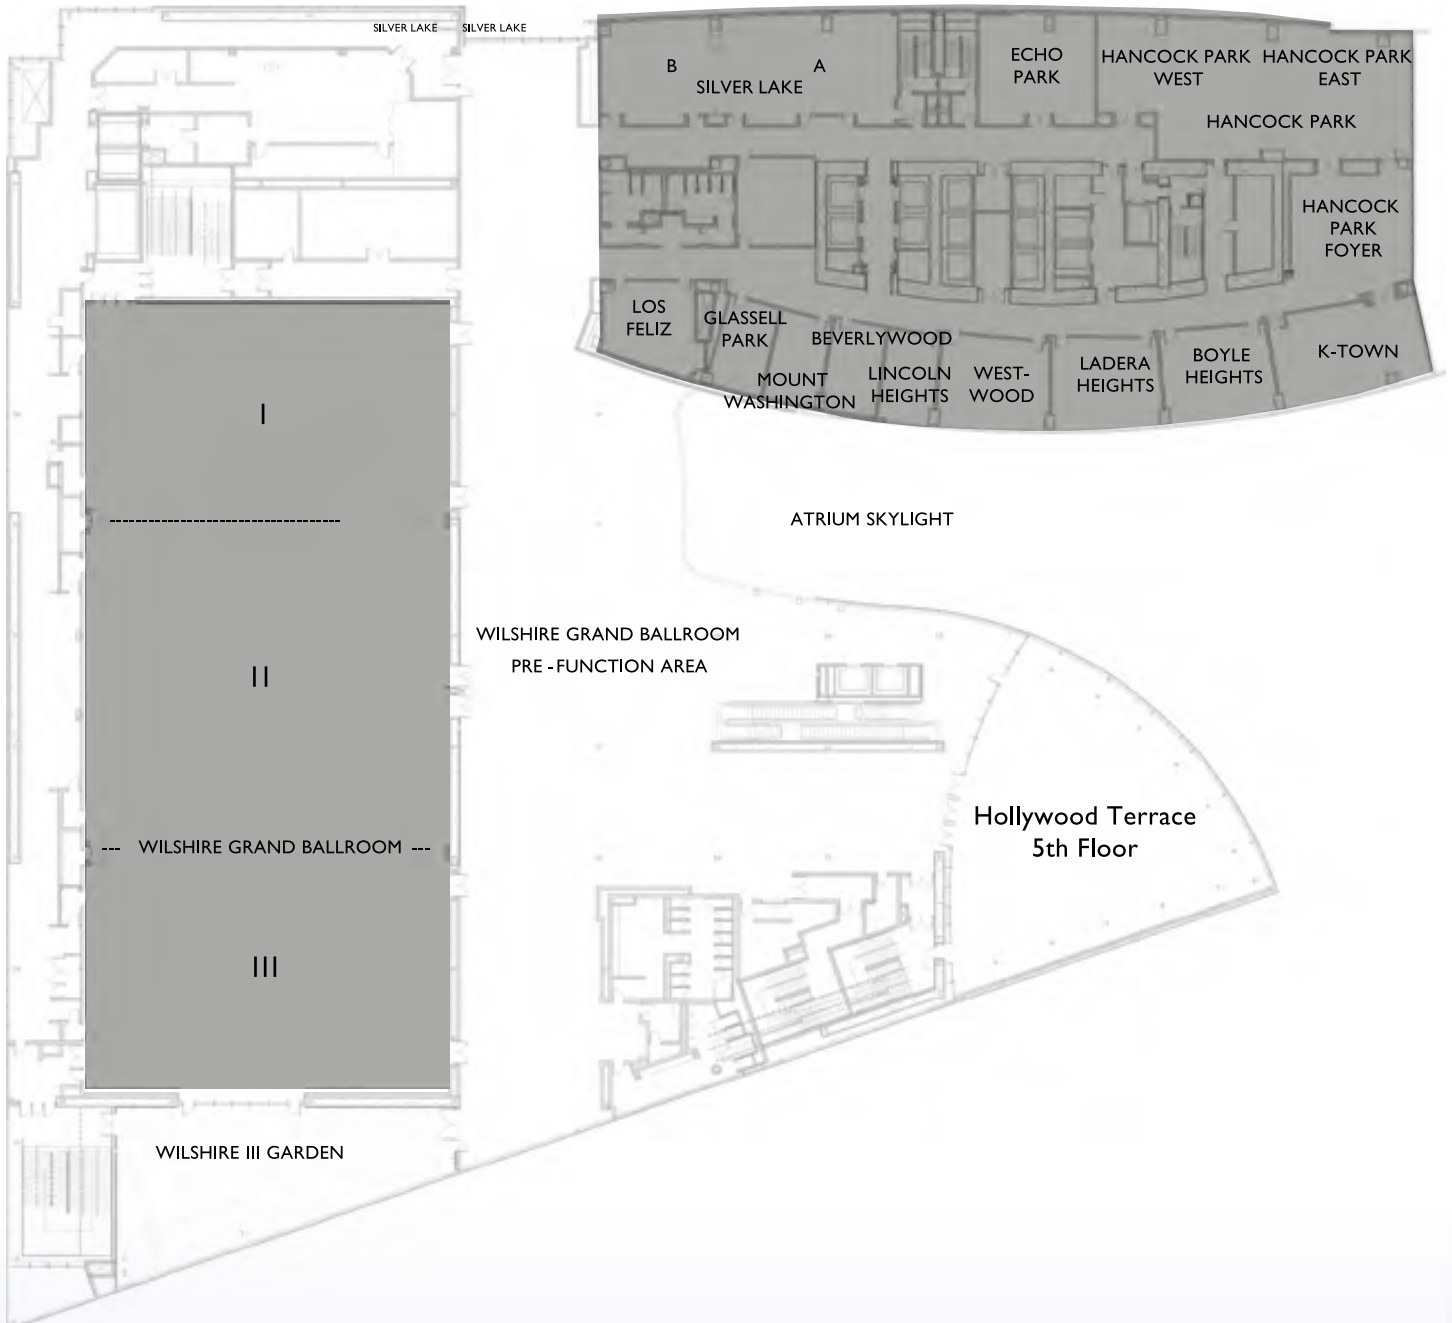 SILVER LAKE
SILVER LAKE
B
A
SILVER LAKE
ECHO
PARK
HANCOCK PARK
WEST
HANCOCK PARK
EAST
HANCOCK PARK
HANCOCK
PARK
FOYER
LOS
FELIZ
GLASSELL
PARK
BEVERLYWOOD
MOUNT
WASHINGTON
LINCOLN
HEIGHTS
WEST-
WOOD
LADERA
HEIGHTS
BOYLE
HEIGHTS
K-TOWN
I
ATRIUM SKYLIGHT
II
WILSHIRE GRAND BALLROOM
PRE - FUNCTION AREA
Hollywood Terrace
5th Floor
--- WILSHIRE GRAND BALLROOM ---
III
WILSHIRE III GARDEN